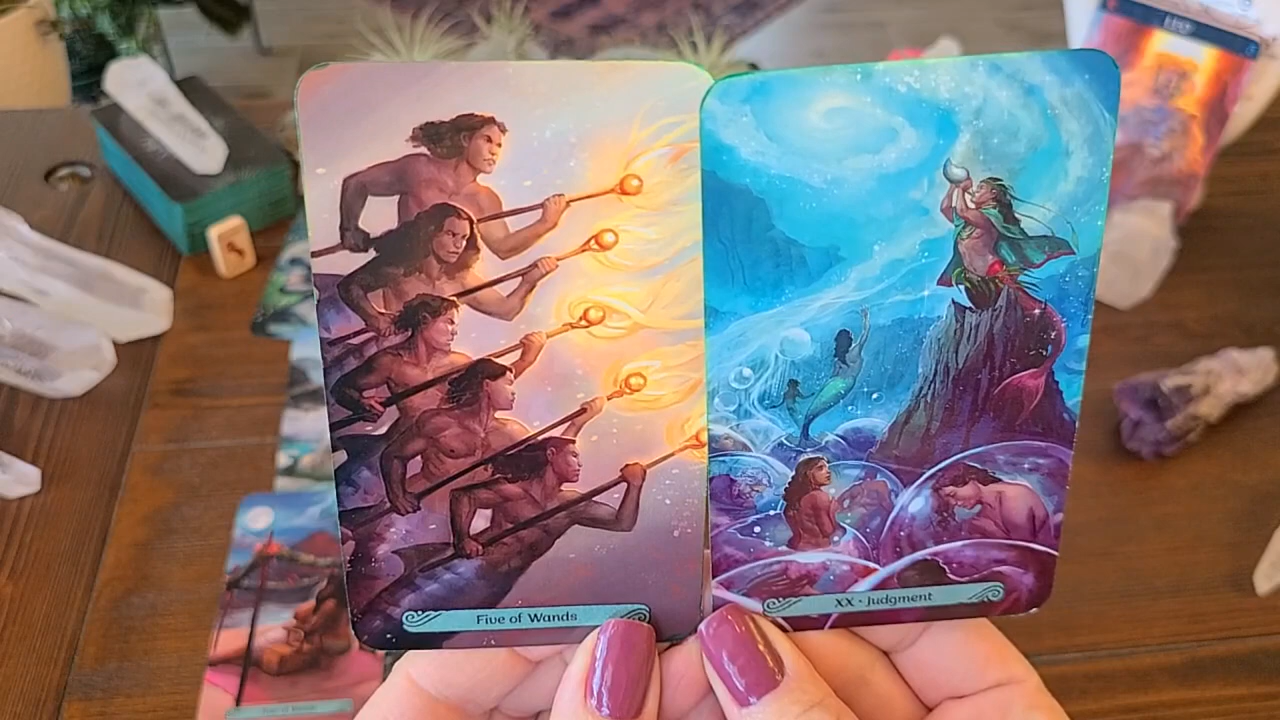 Five of Wands
XX • Judgment